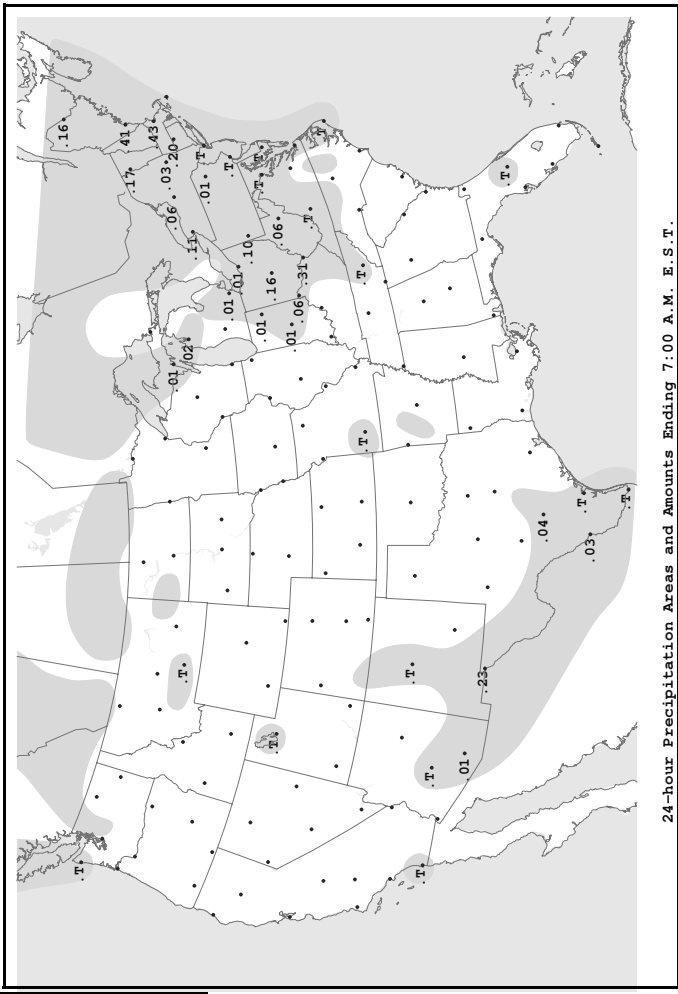 .16
.T
.41
.17
.43
.03
.06
.20
.01
.T
.02
.11
.T
.01
.01
.T
.01
.10
.T
.T
.01
.16
.T
.06
.01
.06
.31
.T
.T
.T
.T
.T
.T
.T
.01
.23
.T
.04
.T
.03
.T
24-hour Precipitation Areas and Amounts Ending 7:00 A.M. E.S.T.